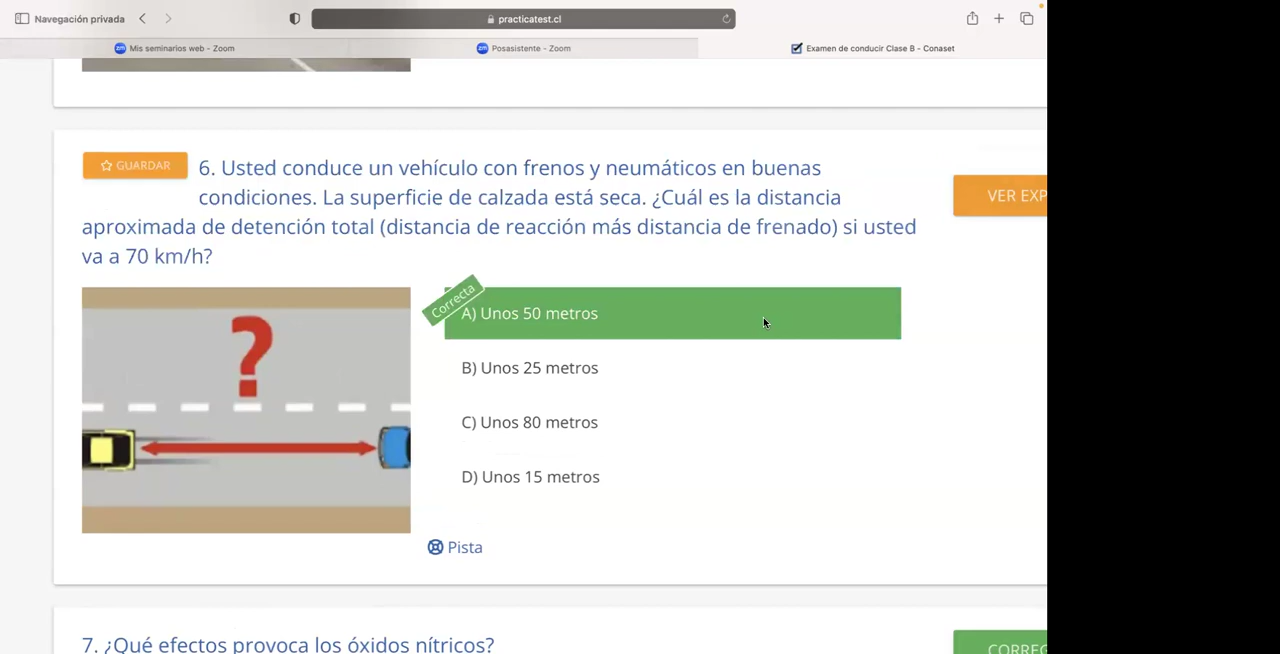 Navegación privada
practicatest.cl
Mis seminarios web - Zoom
Posasistente - Zoom
Examen de conducir Clase B - Conaset
GUARDAR
6. Usted conduce un vehículo con frenos y neumáticos en buenas
condiciones. La superficie de calzada está seca. ¿Cuál es la distancia
aproximada de detención total (distancia de reacción más distancia de frenado) si usted
va a 70 km/h?
VER EXP
?
Correcta
A) Unos 50 metros
B) Unos 25 metros
C) Unos 80 metros
D) Unos 15 metros
Pista
7. ¿Qué efectos provoca los óxidos nítricos?
CORREG